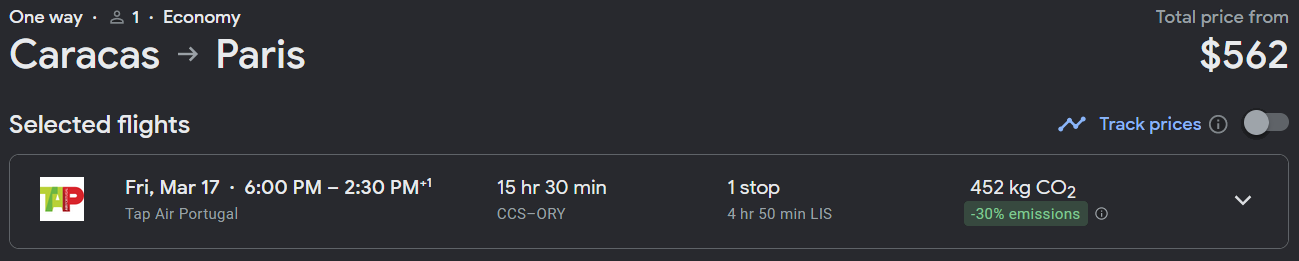 One way · 1 · Economy
Total price from
Caracas → Paris
$562
Selected flights
Track prices
TAP
Fri, Mar 17 · 6:00 PM – 2:30 PM+1
15 hr 30 min
1 stop
452 kg CO2
Tap Air Portugal
CCS–ORY
4 hr 50 min LIS
-30% emissions